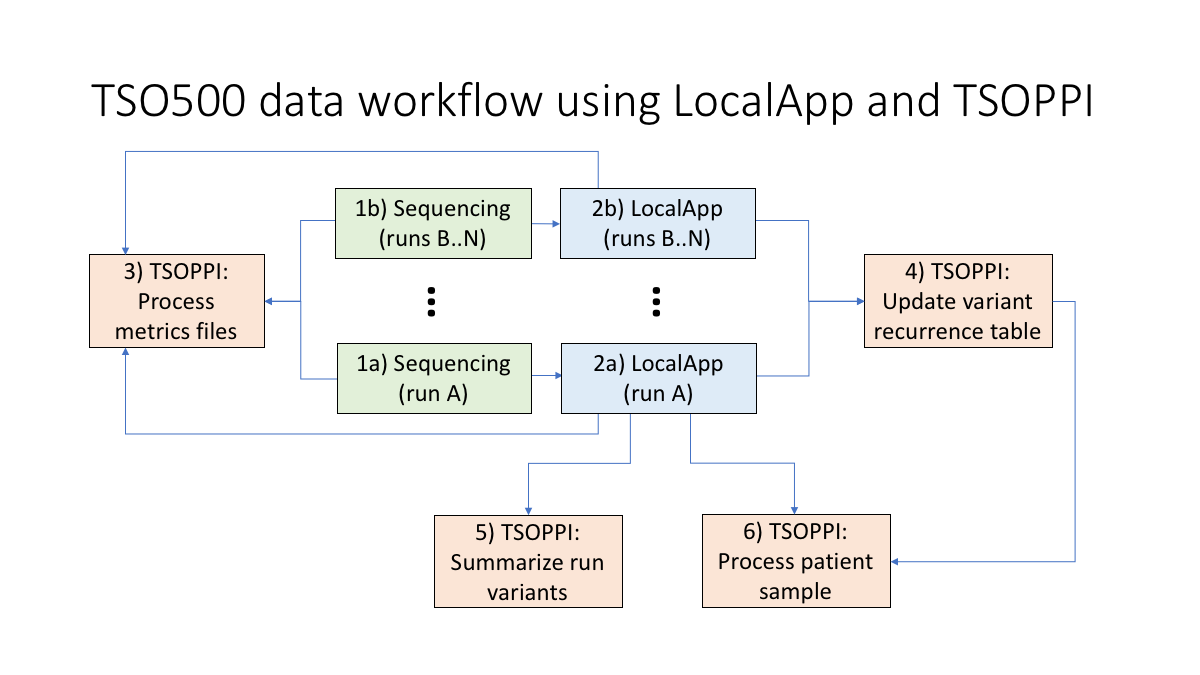 TSO500 data workflow using LocalApp and TSOPPI
1b) Sequencing
(runs B..N)
2b) LocalApp
(runs B..N)
3) TSOPPI:
Process
metrics files
4) TSOPPI:
Update variant
recurrence table
1a) Sequencing
(run A)
2a) LocalApp
(run A)
5) TSOPPI:
Summarize run
variants
6) TSOPPI:
Process patient
sample